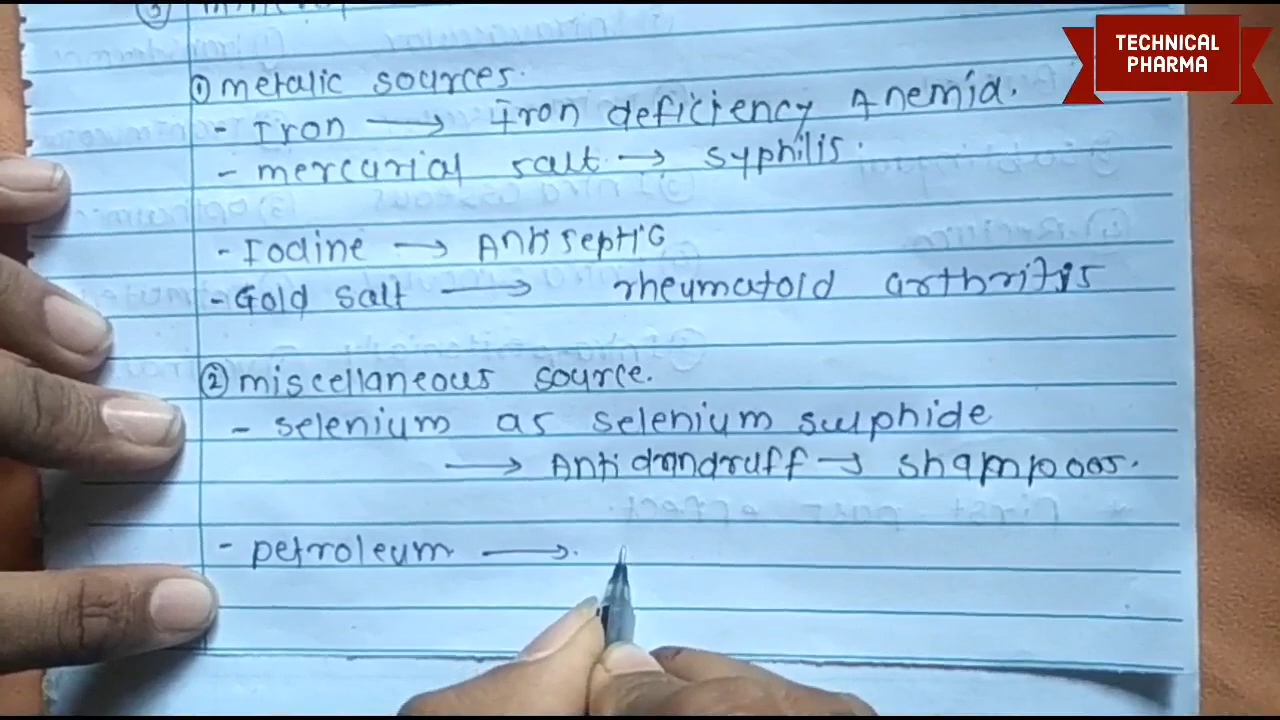 TECHNICAL
PHARMA
① metalic sources.
- Iron → Iron deficiency Anemia.
- mercurial salt → syphilis.
- Iodine → Antiseptic
- Gold salt → rheumatoid arthritis
② miscellaneous source.
- selenium as selenium sulphide
→ Anti dandruff → shampoos.
- petroleum →